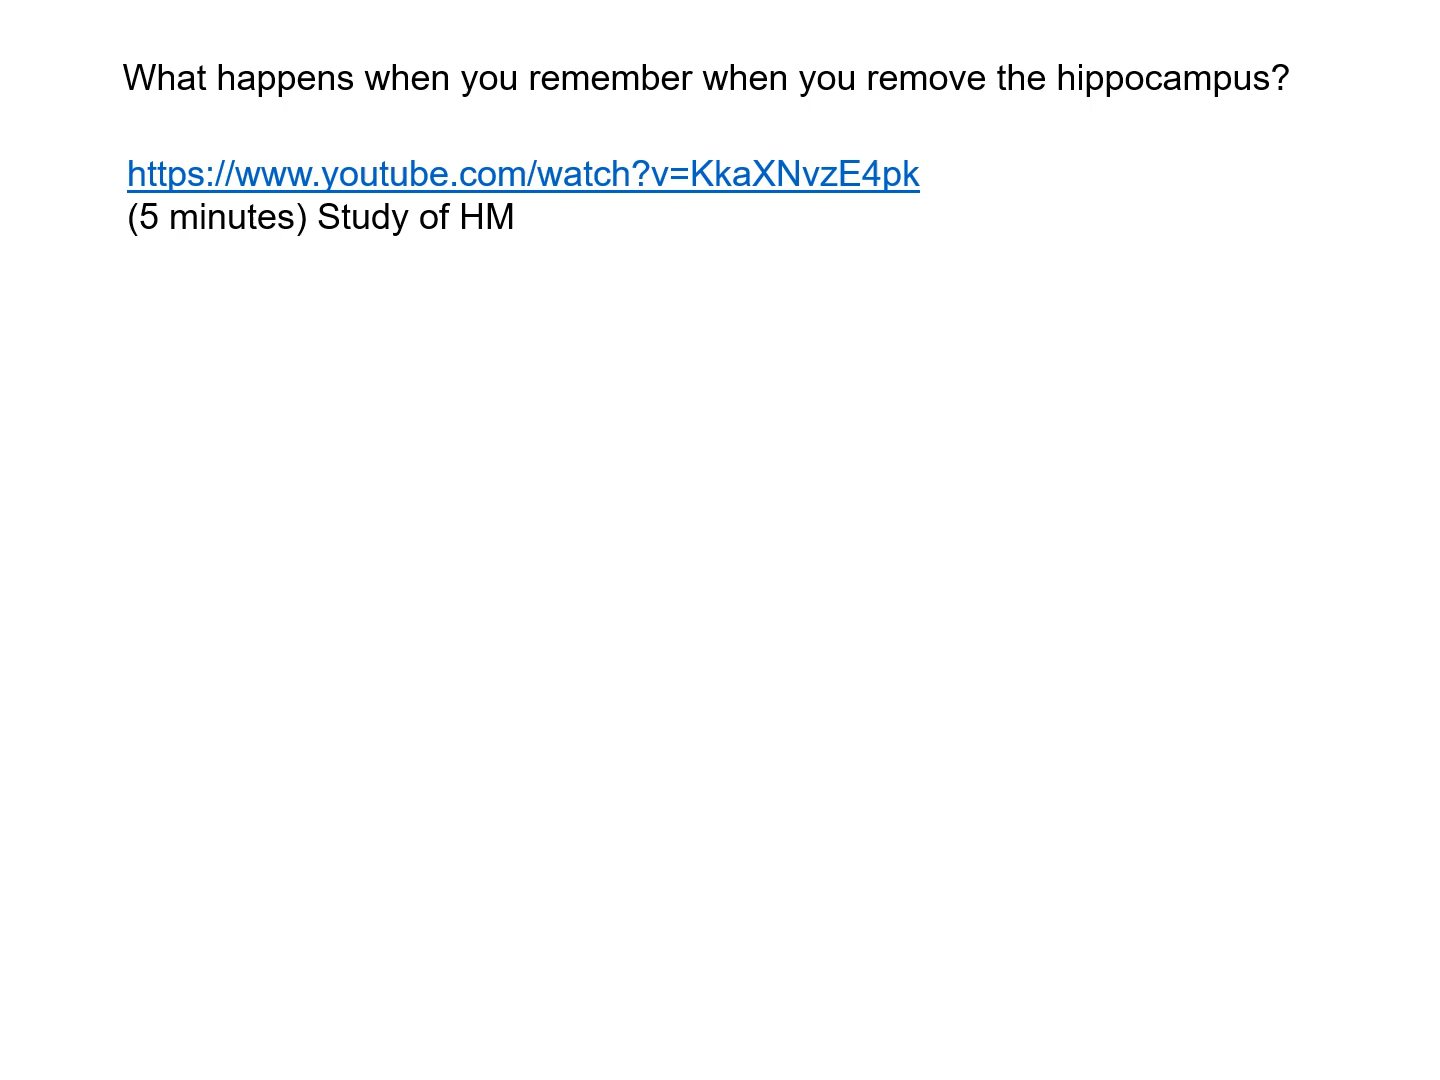 What happens when you remember when you remove the hippocampus?
https://www.youtube.com/watch?v=KkaXNvzE4pk
(5 minutes) Study of HM